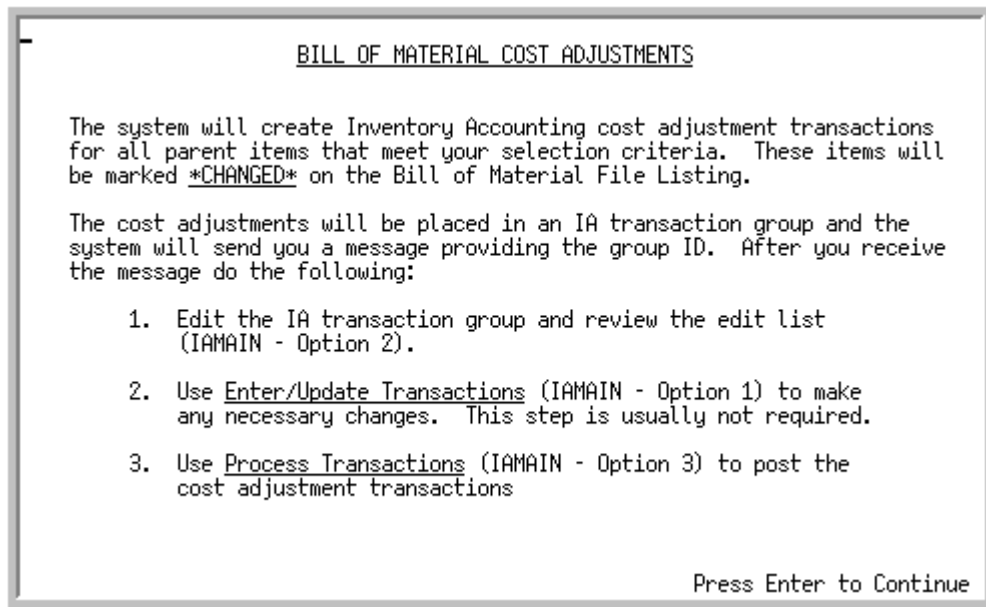 BILL OF MATERIAL COST ADJUSTMENTS
The system will create Inventory Accounting cost adjustment transactions
for all parent items that meet your selection criteria.  These items will
be marked *CHANGED* on the Bill of Material File Listing.
The cost adjustments will be placed in an IA transaction group and the
system will send you a message providing the group ID.  After you receive
the message do the following:
1.  Edit the IA transaction group and review the edit list
(IAMAIN - Option 2).
2.  Use Enter/Update Transactions (IAMAIN - Option 1) to make
any necessary changes.  This step is usually not required.
3.  Use Process Transactions (IAMAIN - Option 3) to post the
cost adjustment transactions
Press Enter to Continue